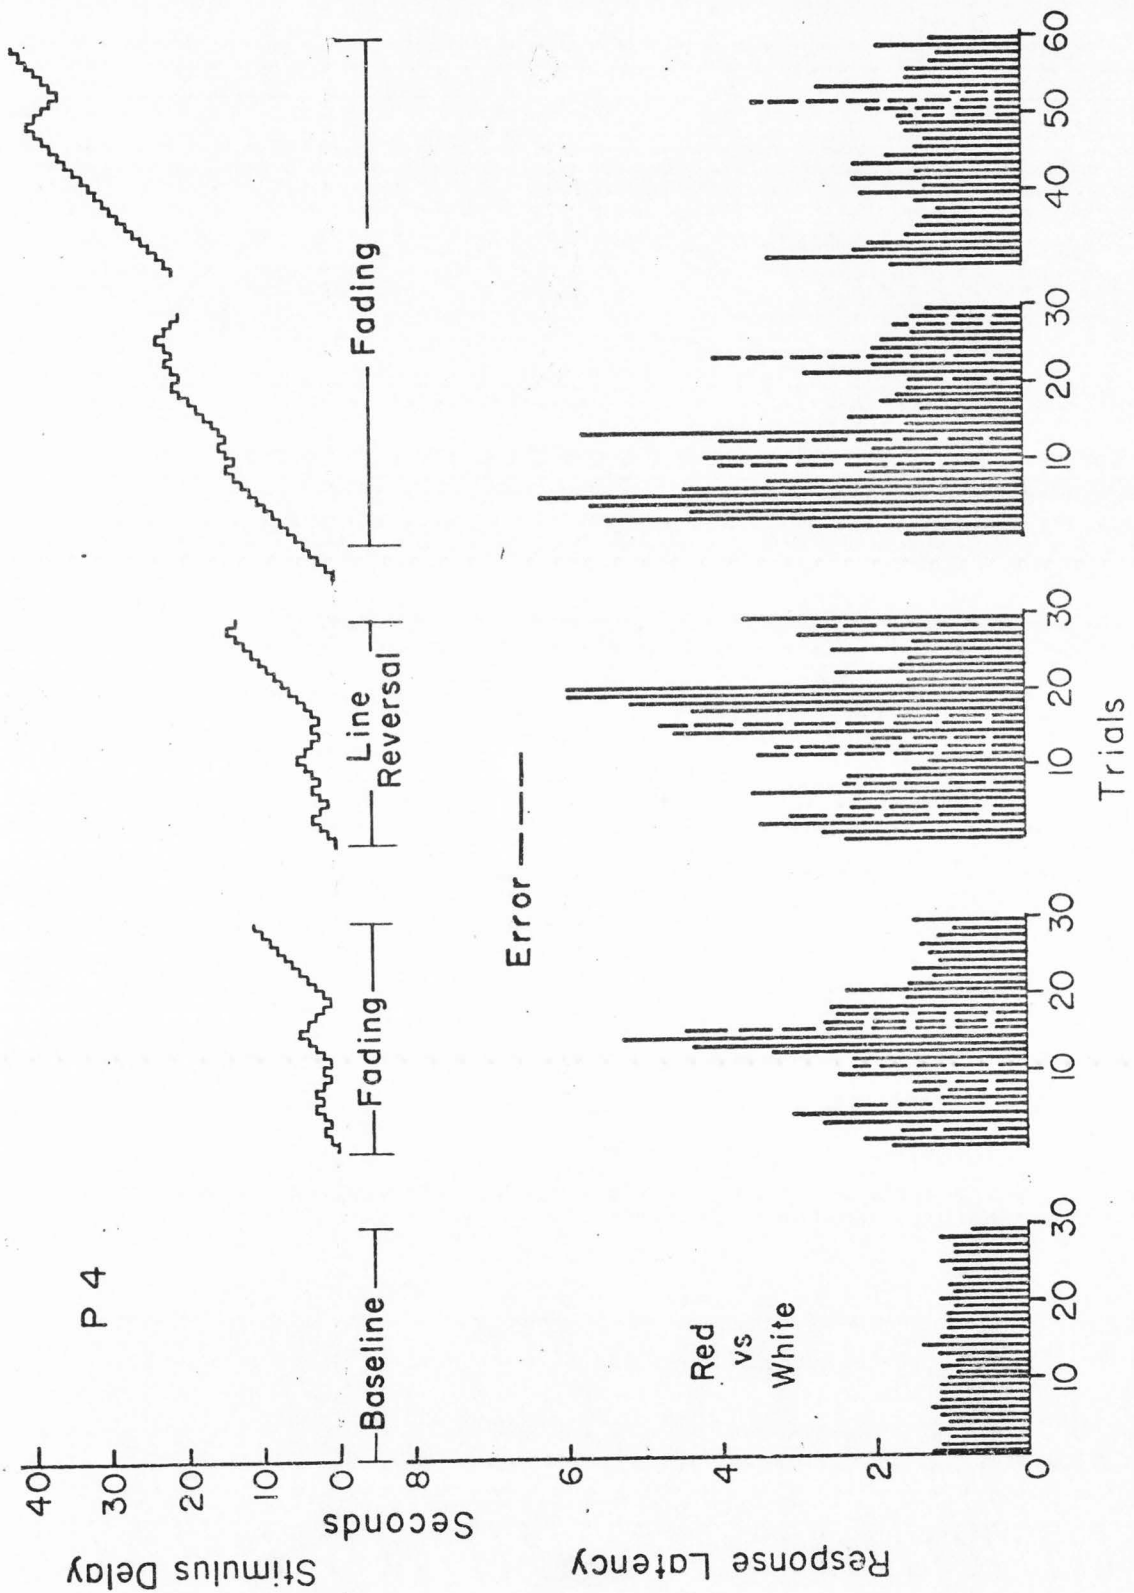 P 4
Stimulus Delay
40
30
20
10
0
Seconds
Baseline
Fading
Line
Reversal
Fading
Error
Red
vs
White
Response Latency
8
6
4
2
0
10 20 30
10 20 30
10 20 30
10 20 30 40 50 60
Trials